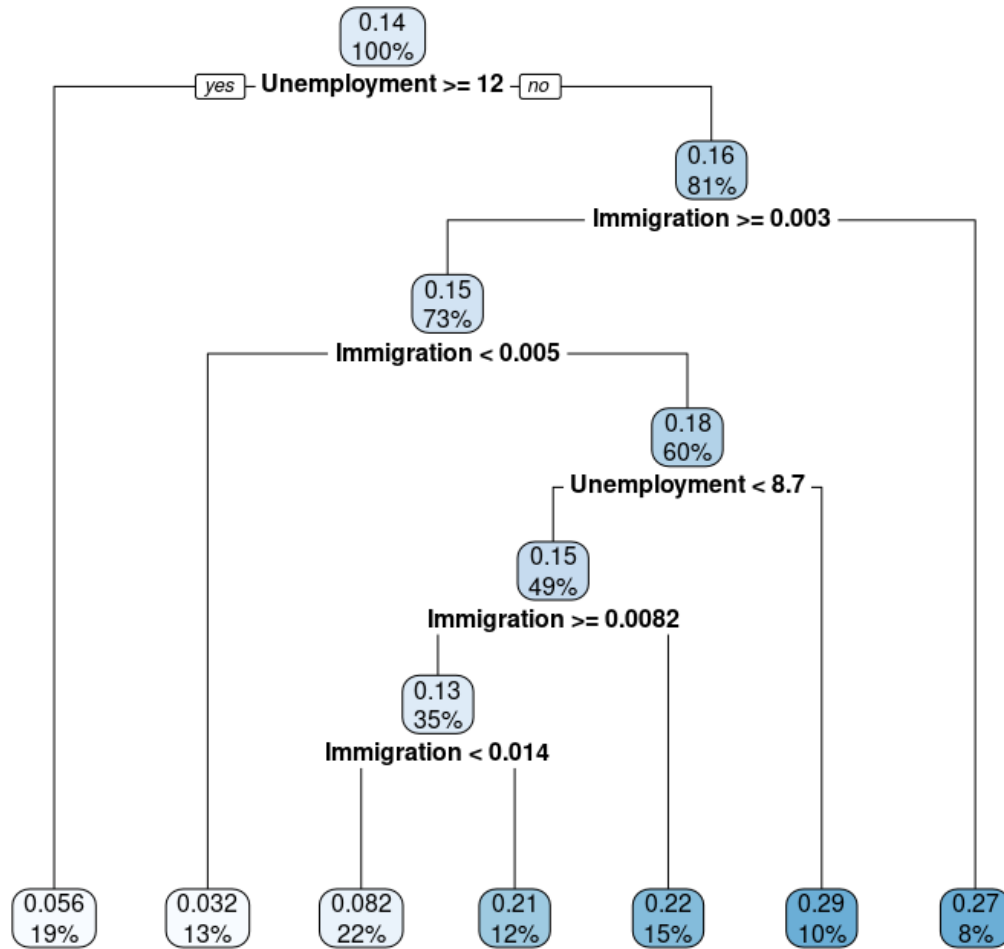 0.14
100%
yes Unemployment >= 12 no
0.16
81%
Immigration >= 0.003
0.15
73%
Immigration < 0.005
0.18
60%
Unemployment < 8.7
0.15
49%
Immigration >= 0.0082
0.13
35%
Immigration < 0.014
0.056 0.032 0.082 0.21 0.22 0.29 0.27
19% 13% 22% 12% 15% 10% 8%